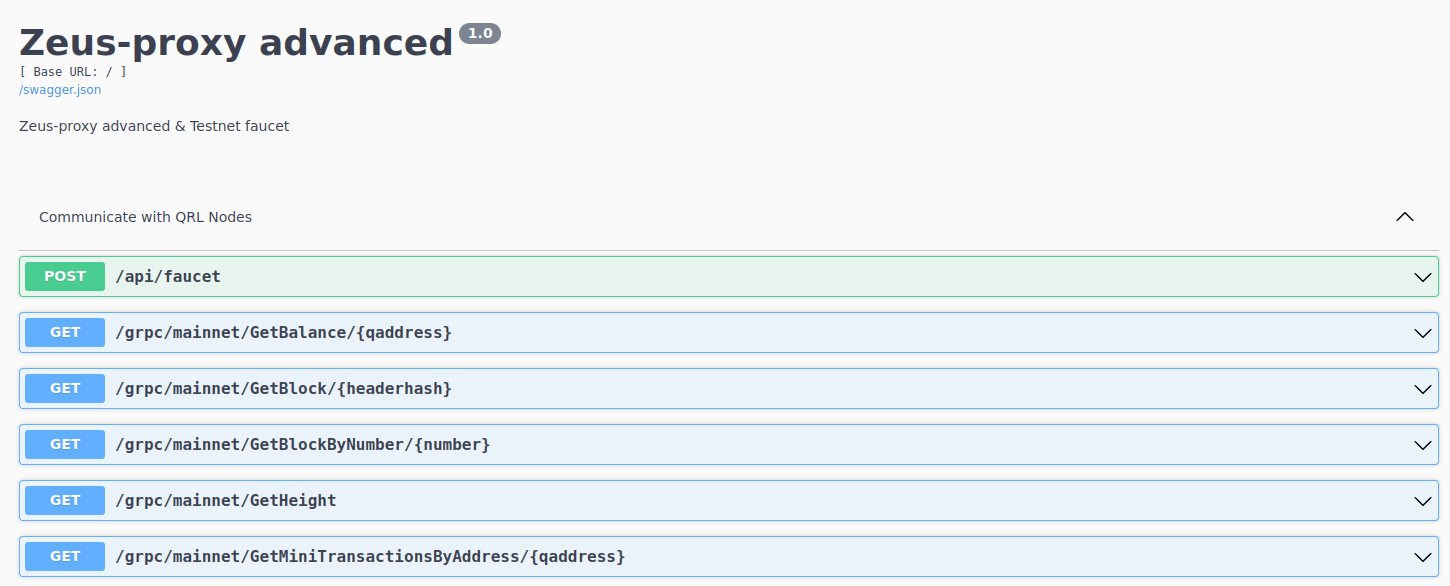 Zeus-proxy advanced 1.0
[ Base URL: / ]
/swagger.json
Zeus-proxy advanced & Testnet faucet
Communicate with QRL Nodes
POST /api/faucet
GET /grpc/mainnet/GetBalance/{qaddress}
GET /grpc/mainnet/GetBlock/{headerhash}
GET /grpc/mainnet/GetBlockByNumber/{number}
GET /grpc/mainnet/GetHeight
GET /grpc/mainnet/GetMiniTransactionsByAddress/{qaddress}